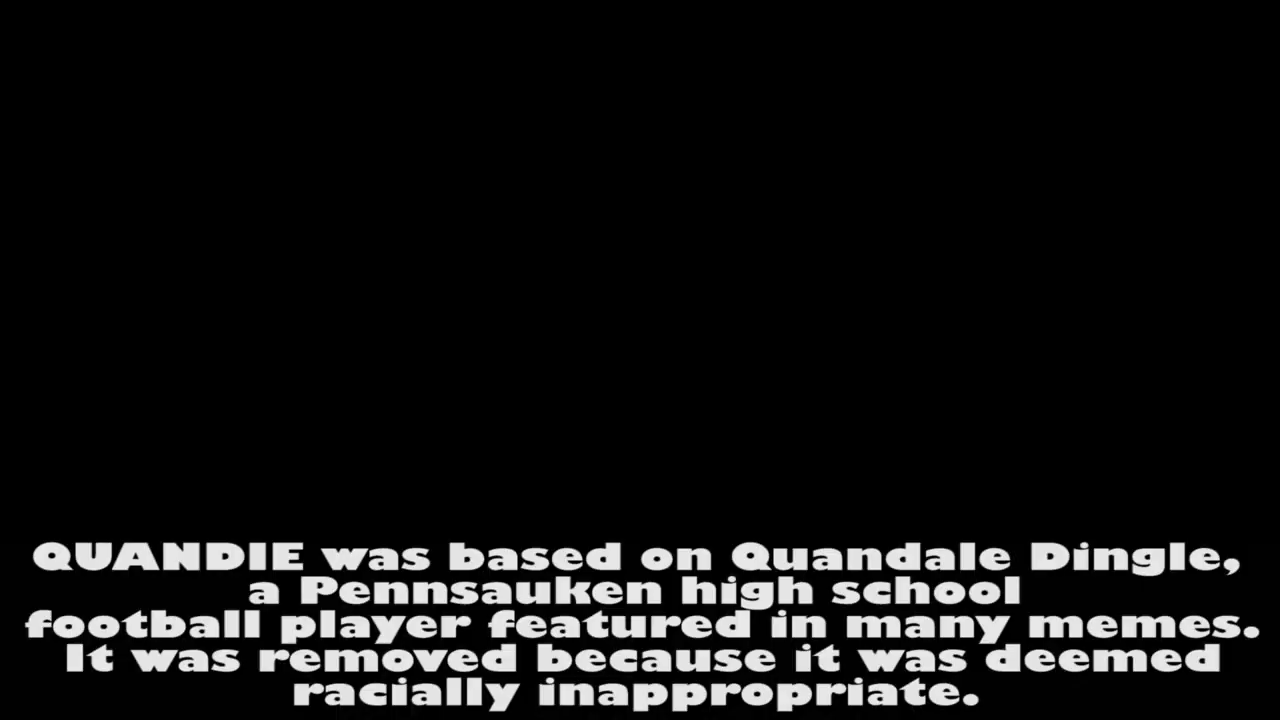 QUANDIE was based on Quandale Dingle,
a Pennsauken high school
football player featured in many memes.
It was removed because it was deemed
racially inappropriate.